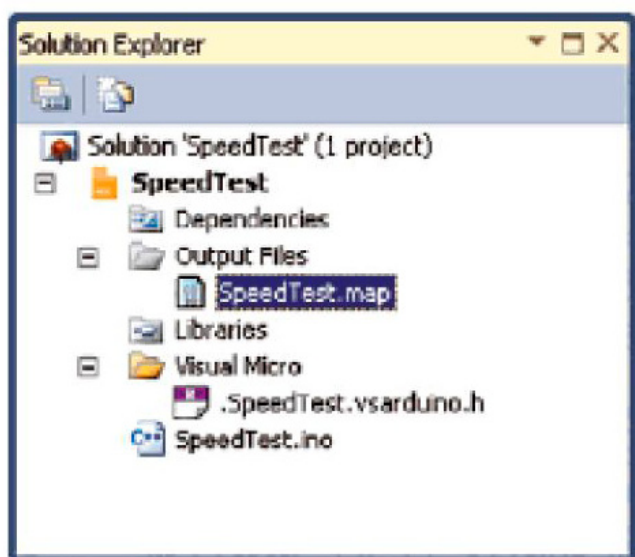 Solution Explorer
Solution 'SpeedTest' (1 project)
SpeedTest
Dependencies
Output Files
SpeedTest.map
Libraries
Visual Micro
.SpeedTest.vsarduino.h
SpeedTest.ino